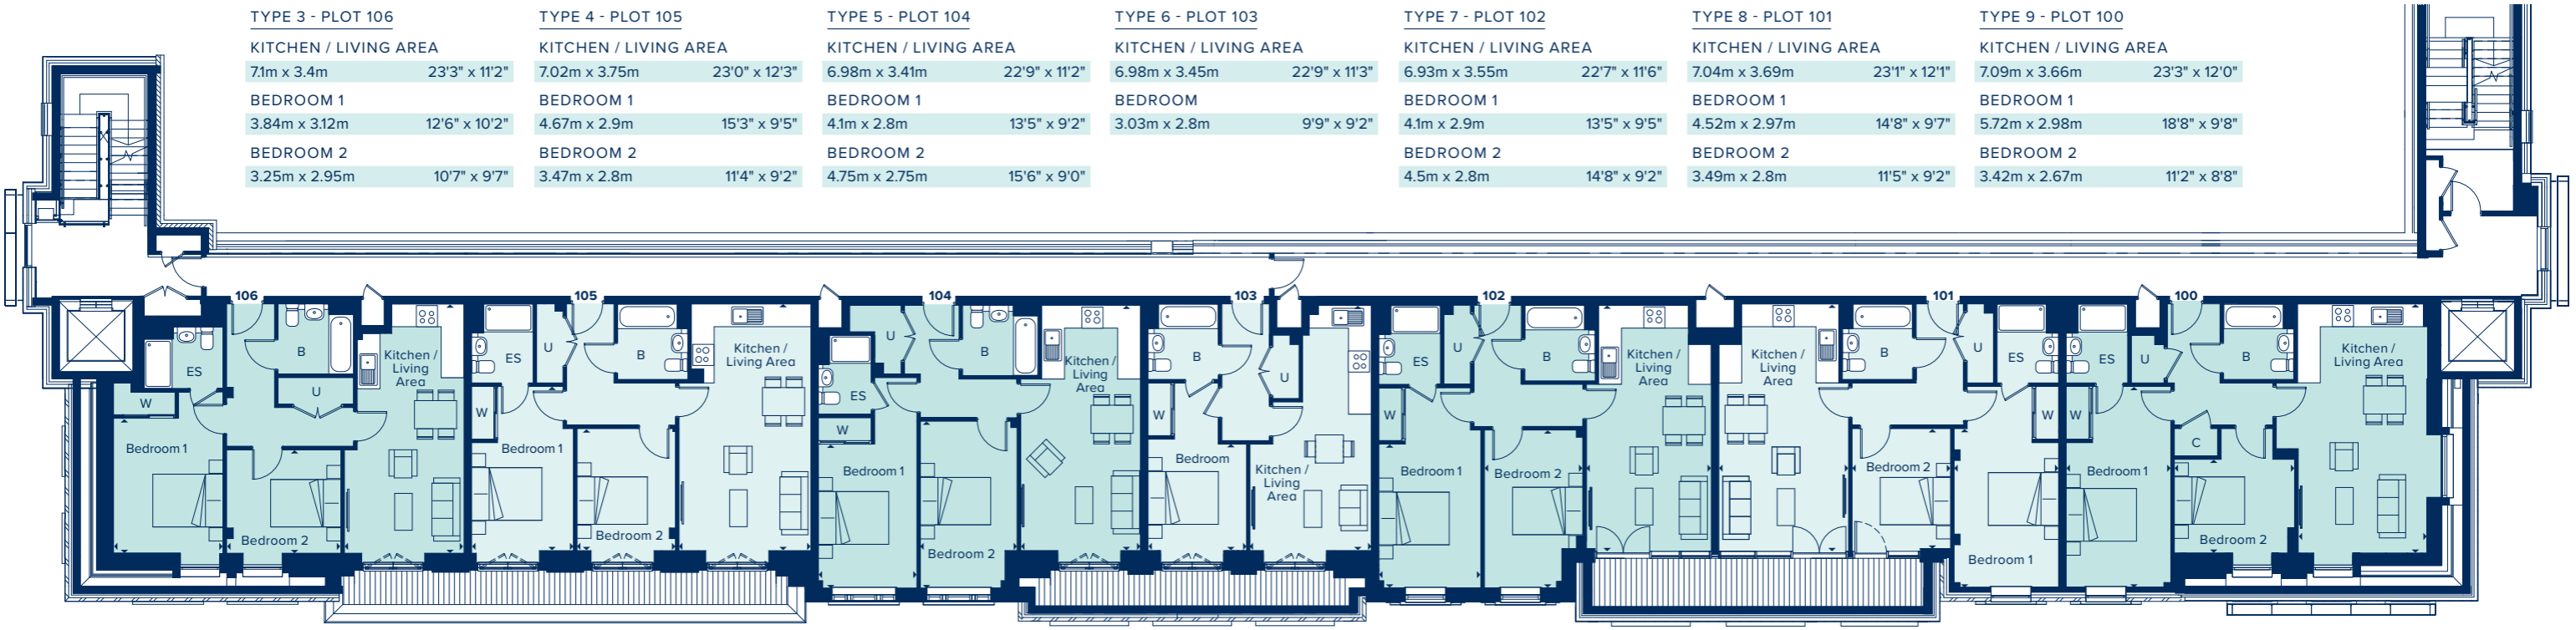 TYPE 3 - PLOT 106
KITCHEN / LIVING AREA
7.1m x 3.4m 23'3" x 11'2"
BEDROOM 1
3.84m x 3.12m 12'6" x 10'2"
BEDROOM 2
3.25m x 2.95m 10'7" x 9'7"
TYPE 4 - PLOT 105
KITCHEN / LIVING AREA
7.02m x 3.75m 23'0" x 12'3"
BEDROOM 1
4.67m x 2.9m 15'3" x 9'5"
BEDROOM 2
3.47m x 2.8m 11'4" x 9'2"
TYPE 5 - PLOT 104
KITCHEN / LIVING AREA
6.98m x 3.41m 22'9" x 11'2"
BEDROOM 1
4.1m x 2.8m 13'5" x 9'2"
BEDROOM 2
4.75m x 2.75m 15'6" x 9'0"
TYPE 6 - PLOT 103
KITCHEN / LIVING AREA
6.98m x 3.45m 22'9" x 11'3"
BEDROOM
3.03m x 2.8m 9'9" x 9'2"
TYPE 7 - PLOT 102
KITCHEN / LIVING AREA
6.93m x 3.55m 22'7" x 11'6"
BEDROOM 1
4.1m x 2.9m 13'5" x 9'5"
BEDROOM 2
4.5m x 2.8m 14'8" x 9'2"
TYPE 8 - PLOT 101
KITCHEN / LIVING AREA
7.04m x 3.69m 23'1" x 12'1"
BEDROOM 1
4.52m x 2.97m 14'8" x 9'7"
BEDROOM 2
3.49m x 2.8m 11'5" x 9'2"
TYPE 9 - PLOT 100
KITCHEN / LIVING AREA
7.09m x 3.66m 23'3" x 12'0"
BEDROOM 1
5.72m x 2.98m 18'8" x 9'8"
BEDROOM 2
3.42m x 2.67m 11'2" x 8'8"
106
ES
B
W
U
Kitchen /
Living
Area
Bedroom 1
Bedroom 2
105
ES
U
B
W
Kitchen /
Living Area
Bedroom 1
Bedroom 2
104
U
B
ES
W
Kitchen /
Living
Area
Bedroom 1
Bedroom 2
103
B
U
W
Bedroom
Kitchen /
Living
Area
102
ES
U
B
W
Kitchen /
Living
Area
Bedroom 1
Bedroom 2
101
Kitchen /
Living
Area
B
U
ES
W
Bedroom 2
Bedroom 1
100
ES
U
B
W
C
Kitchen /
Living Area
Bedroom 1
Bedroom 2